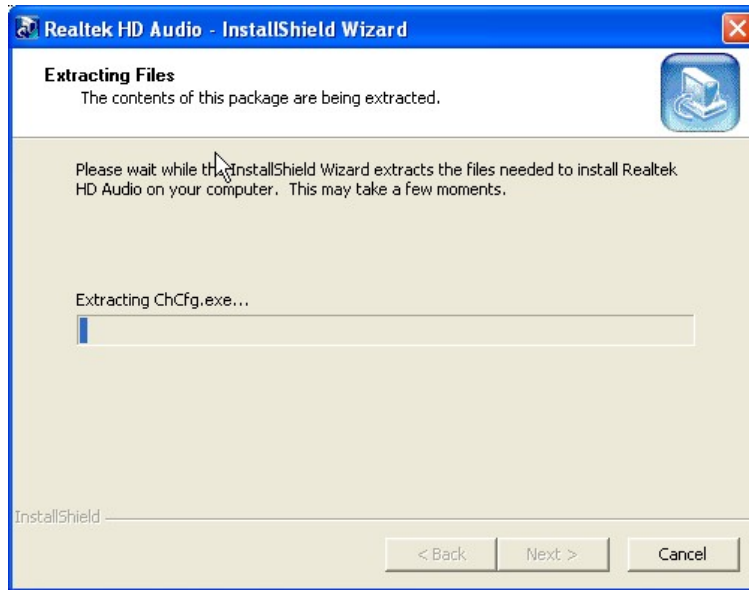 Realtek HD Audio - InstallShield Wizard
Extracting Files
The contents of this package are being extracted.
Please wait while the InstallShield Wizard extracts the files needed to install Realtek
HD Audio on your computer. This may take a few moments.
Extracting ChCfg.exe...
InstallShield
< Back Next > Cancel